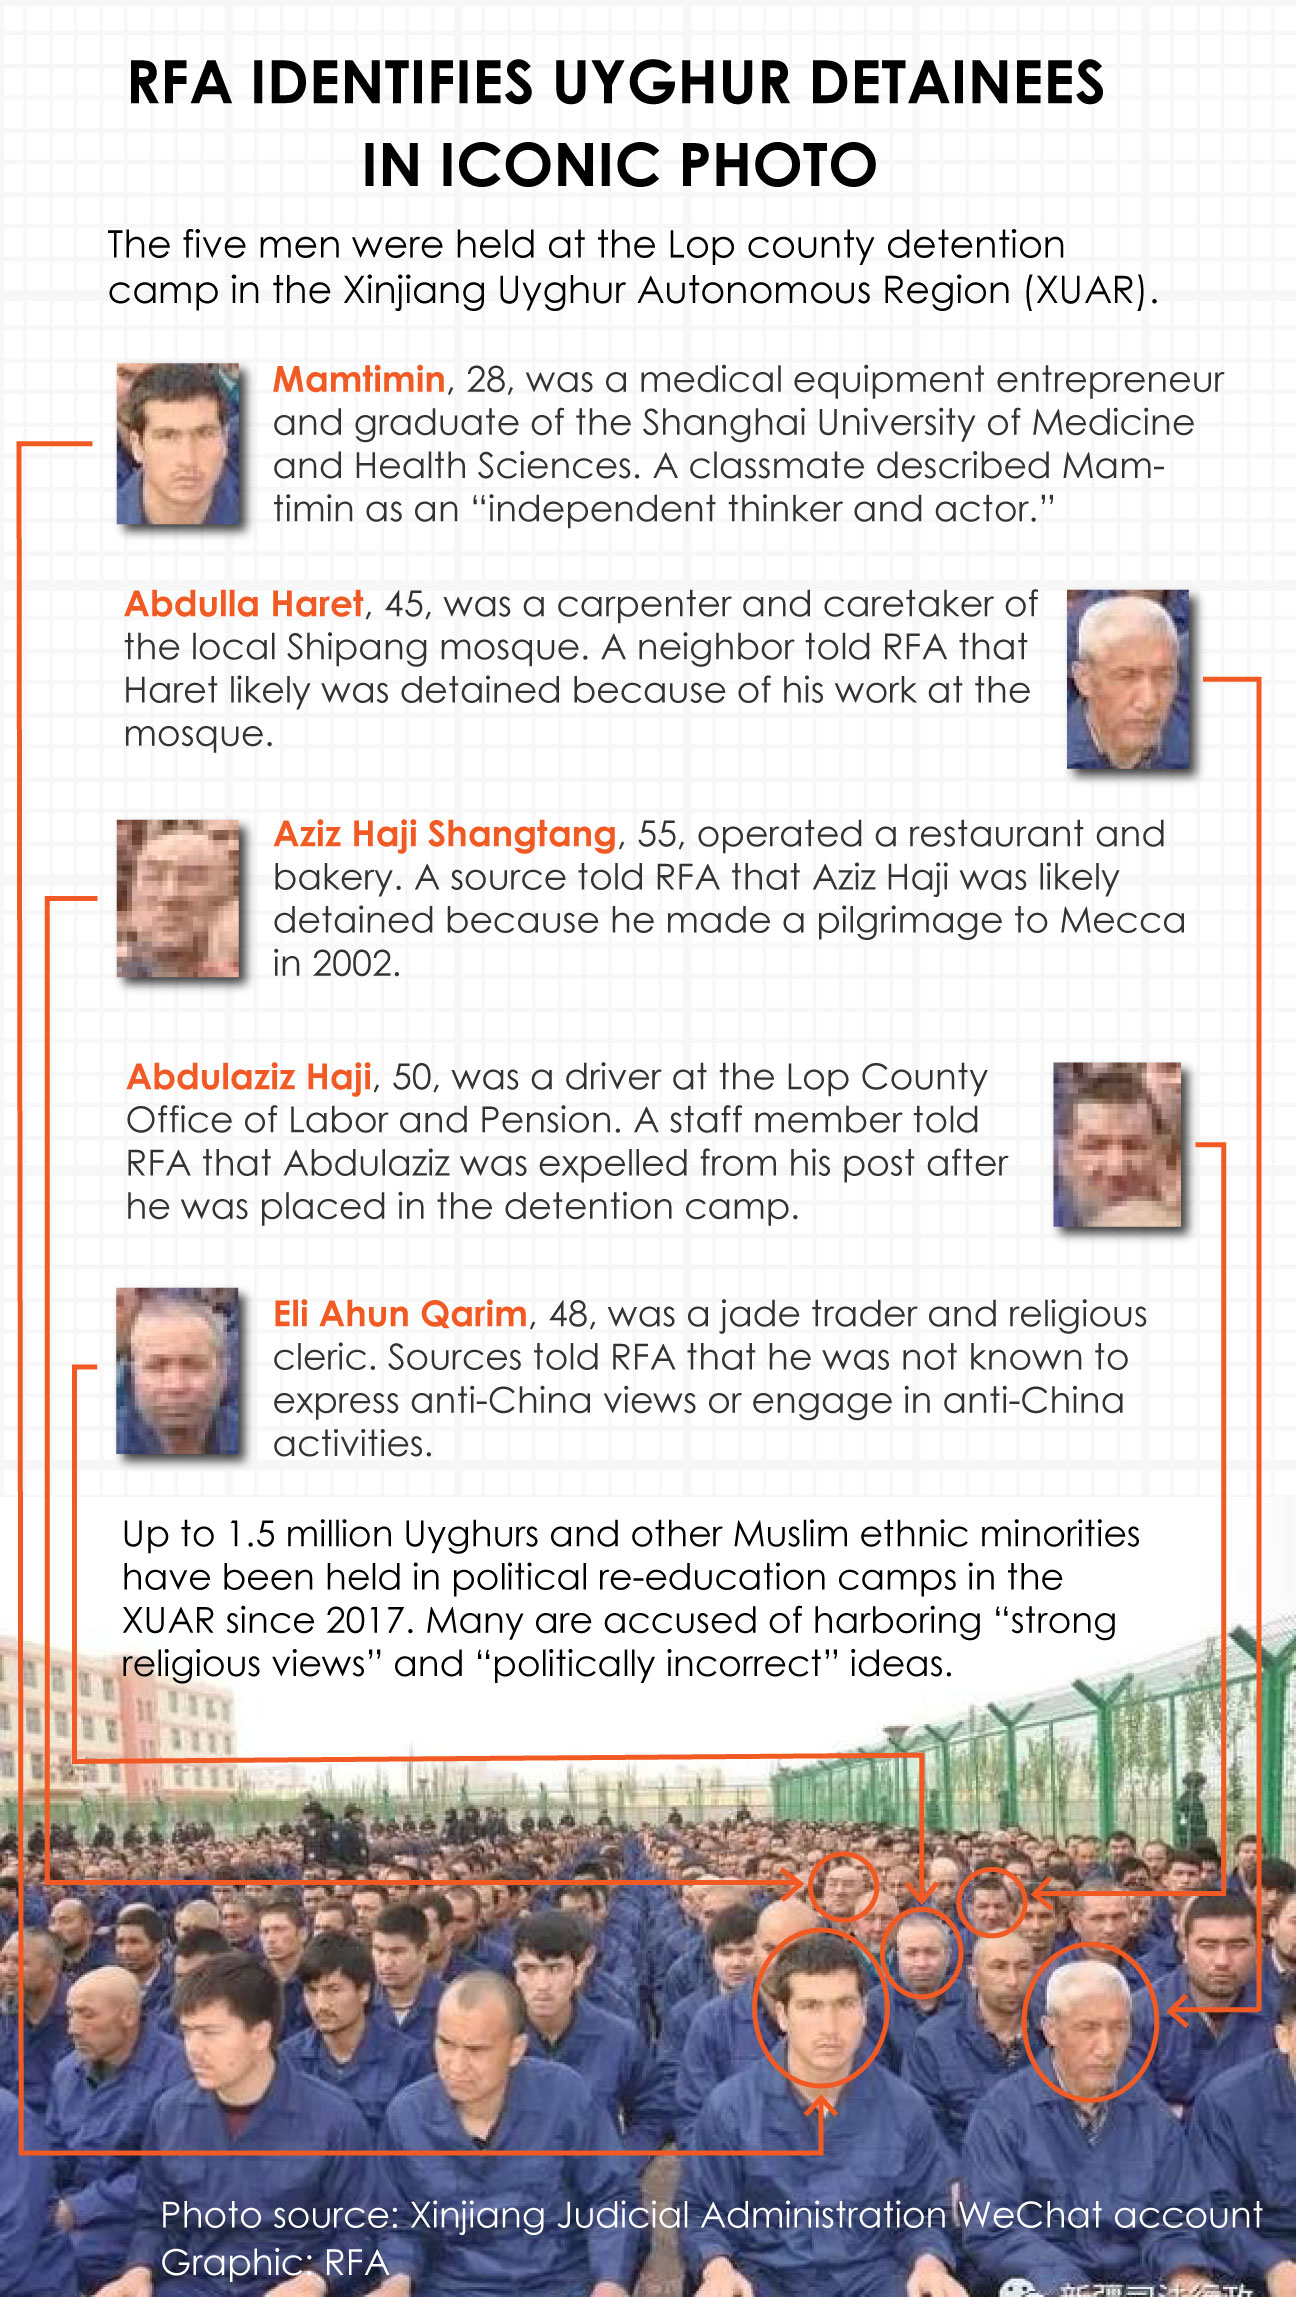 RFA IDENTIFIES UYGHUR DETAINEES
IN ICONIC PHOTO
The five men were held at the Lop county detention
camp in the Xinjiang Uyghur Autonomous Region (XUAR).
Mamtimin, 28, was a medical equipment entrepreneur
and graduate of the Shanghai University of Medicine
and Health Sciences. A classmate described Mam-
timin as an “independent thinker and actor.”
Abdulla Haret, 45, was a carpenter and caretaker of
the local Shipang mosque. A neighbor told RFA that
Haret likely was detained because of his work at the
mosque.
Aziz Haji Shangtang, 55, operated a restaurant and
bakery. A source told RFA that Aziz Haji was likely
detained because he made a pilgrimage to Mecca
in 2002.
Abdulaziz Haji, 50, was a driver at the Lop County
Office of Labor and Pension. A staff member told
RFA that Abdulaziz was expelled from his post after
he was placed in the detention camp.
Eli Ahun Qarim, 48, was a jade trader and religious
cleric. Sources told RFA that he was not known to
express anti-China views or engage in anti-China
activities.
Up to 1.5 million Uyghurs and other Muslim ethnic minorities
have been held in political re-education camps in the
XUAR since 2017. Many are accused of harboring “strong
religious views” and “politically incorrect” ideas.
Photo source: Xinjiang Judicial Administration WeChat account
Graphic: RFA
新疆司法行政